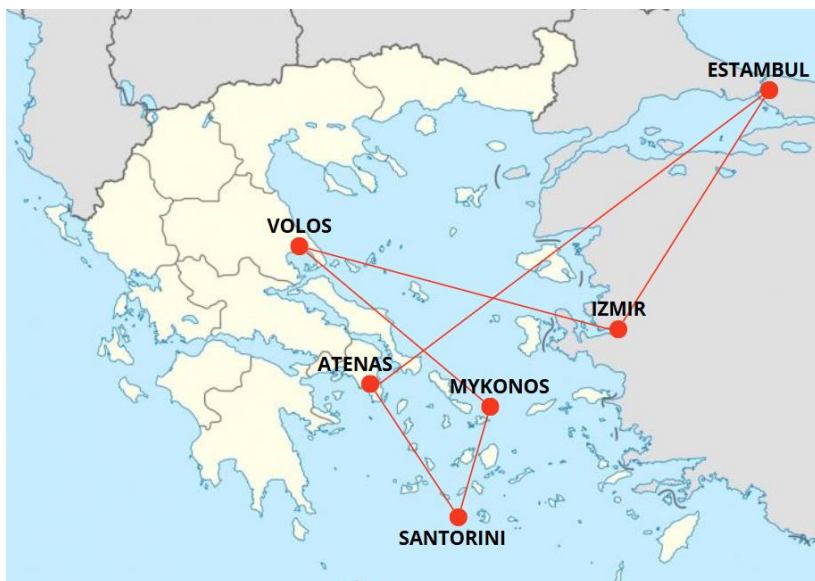 ESTAMBUL
VOLOS
IZMIR
ATENAS
MYKONOS
SANTORINI